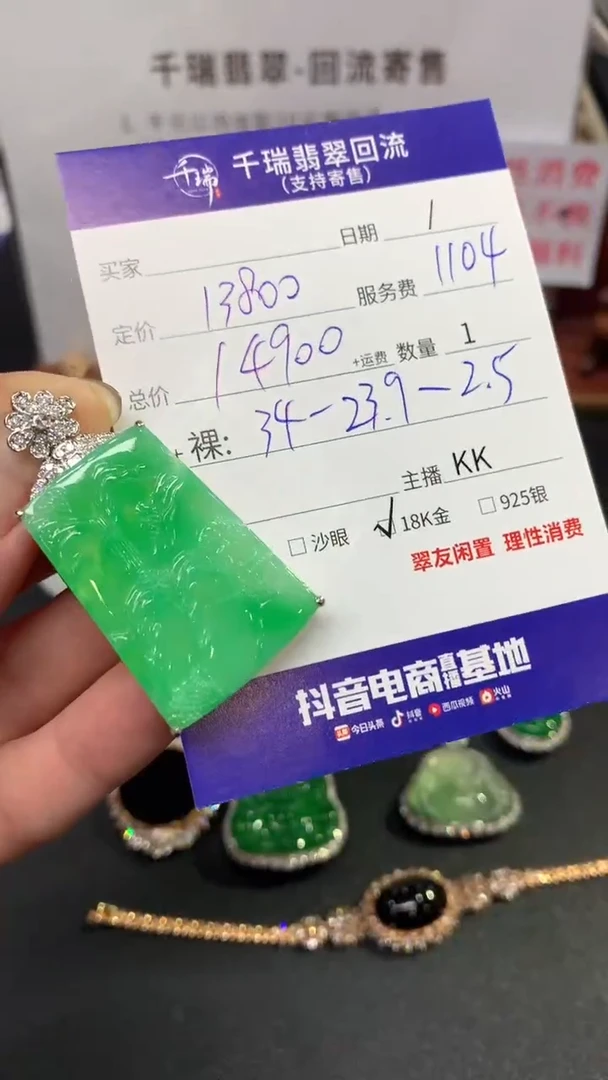 千瑞翡翠-回流寄售
千瑞
千瑞翡翠回流
(支持寄售)
买家 日期 /
定价 13800 服务费 1104
总价 14900 +运费 数量 1
裸: 34-23.9-2.5
主播 KK
沙眼 ✓ 18K金 925银
翠友闲置 理性消费
抖音电商直播基地
头条 今日头条 抖音 西瓜视频 火山